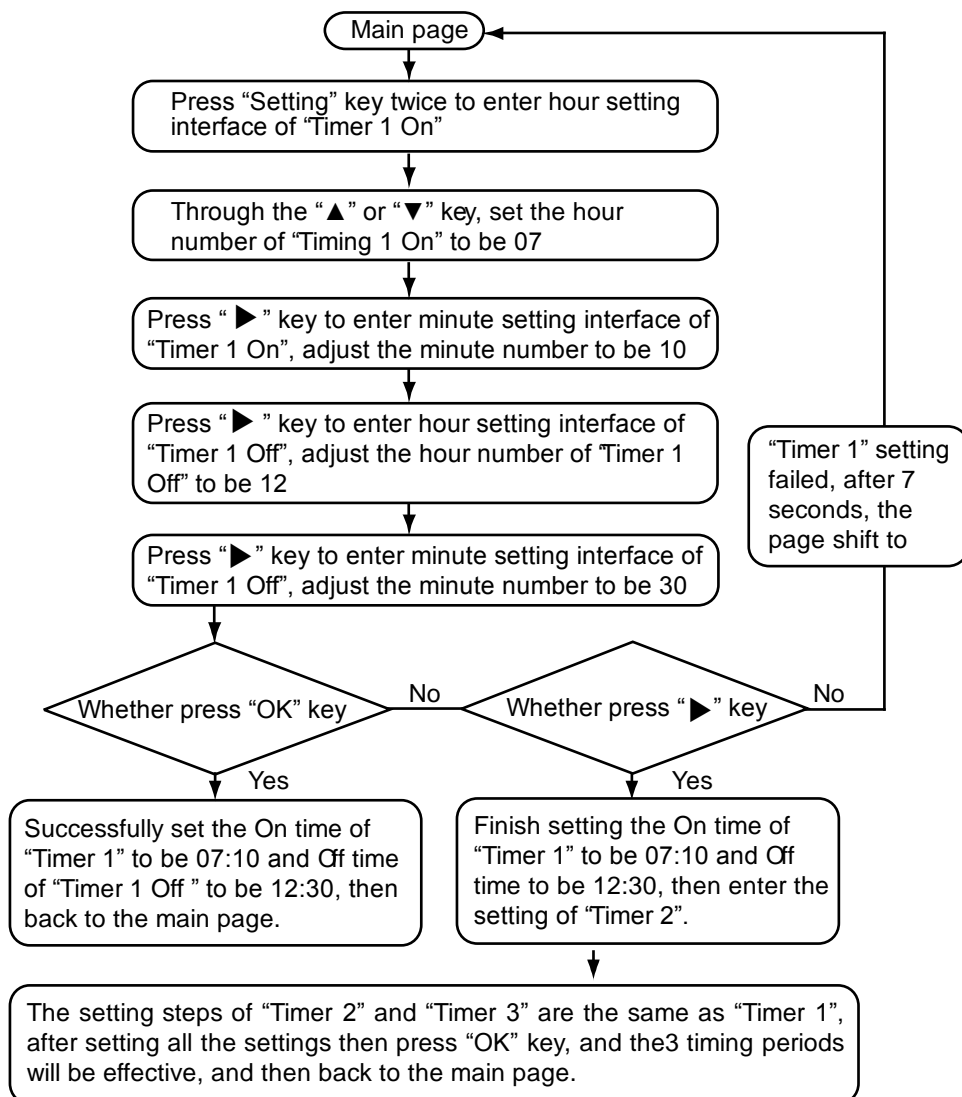 Main page
Press “Setting” key twice to enter hour setting
interface of “Timer 1 On”
Through the “▲” or “▼” key, set the hour
number of “Timing 1 On” to be 07
Press “ ▶ ” key to enter minute setting interface of
“Timer 1 On”, adjust the minute number to be 10
Press “ ▶ ” key to enter hour setting interface of
“Timer 1 Off”, adjust the hour number of “Timer 1
Off” to be 12
“Timer 1” setting
failed, after 7
seconds, the
page shift to
Press “▶” key to enter minute setting interface of
“Timer 1 Off”, adjust the minute number to be 30
Whether press “OK” key
No
Whether press “▶” key
No
Yes
Yes
Successfully set the On time of
“Timer 1” to be 07:10 and Off time
of “Timer 1 Off ” to be 12:30, then
back to the main page.
Finish setting the On time of
“Timer 1” to be 07:10 and Off
time to be 12:30, then enter the
setting of “Timer 2”.
The setting steps of “Timer 2” and “Timer 3” are the same as “Timer 1”,
after setting all the settings then press “OK” key, and the3 timing periods
will be effective, and then back to the main page.